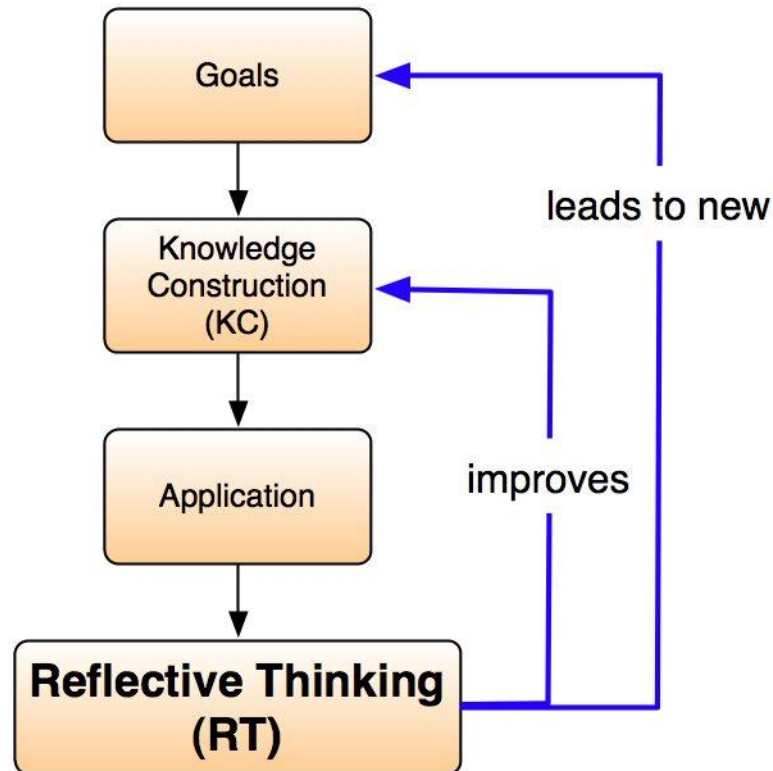 Goals
leads to new
Knowledge
Construction
(KC)
improves
Application
Reflective Thinking
(RT)